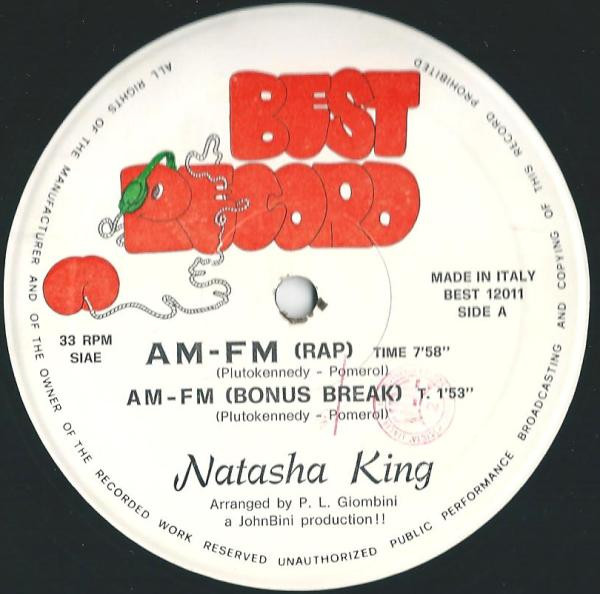 BEST
RECORD
ALL RIGHTS OF THE MANUFACTURER AND OF THE OWNER OF THE RECORDED WORK RESERVED UNAUTHORIZED PUBLIC PERFORMANCE BROADCASTING AND COPYING OF THIS RECORD PROHIBITED
MADE IN ITALY
BEST 12011
SIDE A
33 RPM
SIAE
AM-FM (RAP) TIME 7'58"
(Plutokennedy - Pomerol)
AM-FM (BONUS BREAK) T. 1'53"
(Plutokennedy - Pomerol)
Natasha King
Arranged by P. L. Giombini
a JohnBini production!!